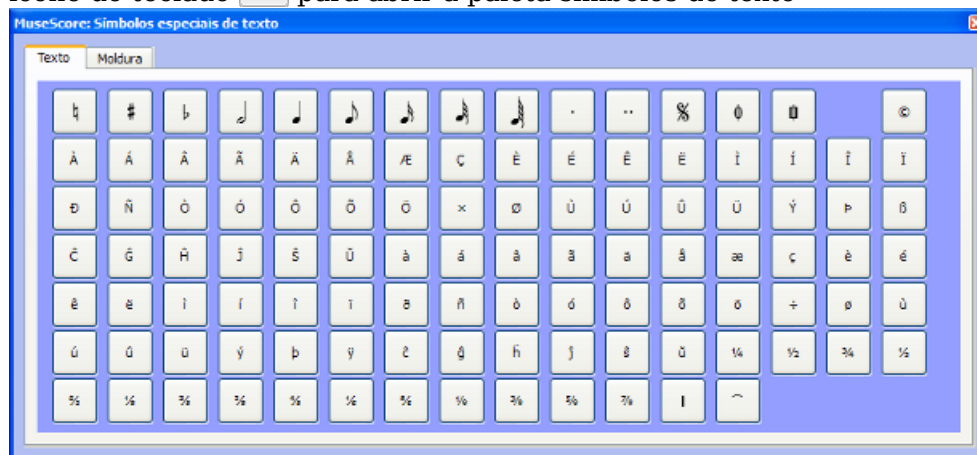 ícone do teclado para abrir a paleta Símbolos de texto
MuseScore: Símbolos especiais de texto
Texto Moldura
♮ ♯ ♭ ©
À Á Â Ã Ä Å Æ Ç È É Ê Ë Ì Í Î Ï
Ð Ñ Ò Ó Ô Õ Ö × Ø Ù Ú Û Ü Ý Þ ß
Ĉ Ĝ Ĥ Ĵ Ŝ Ŭ à á â ã ä å æ ç è é
ê ë ì í î ï ð ñ ò ó ô õ ö ÷ ø ù
ú û ü ý þ ÿ ĉ ĝ ĥ ĵ ŝ ŭ ¼ ½ ¾